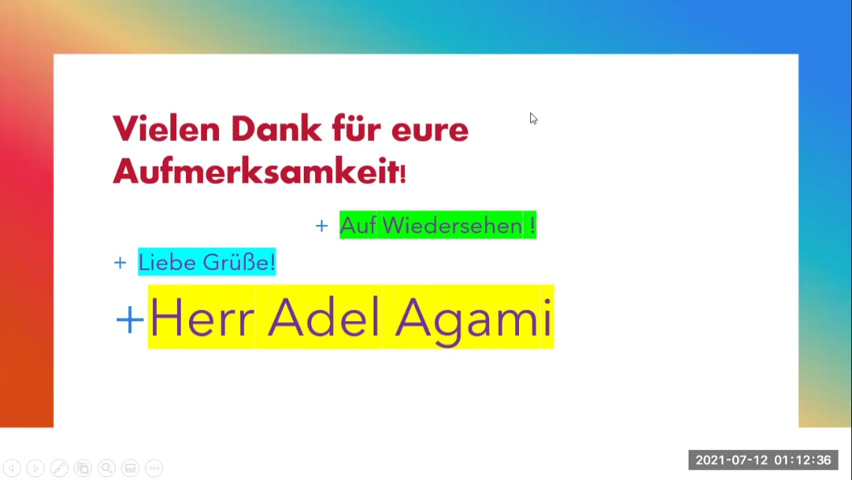 Vielen Dank für eure
Aufmerksamkeit!
+ Auf Wiedersehen !
+ Liebe Grüße!
+Herr Adel Agami
2021-07-12 01:12:36